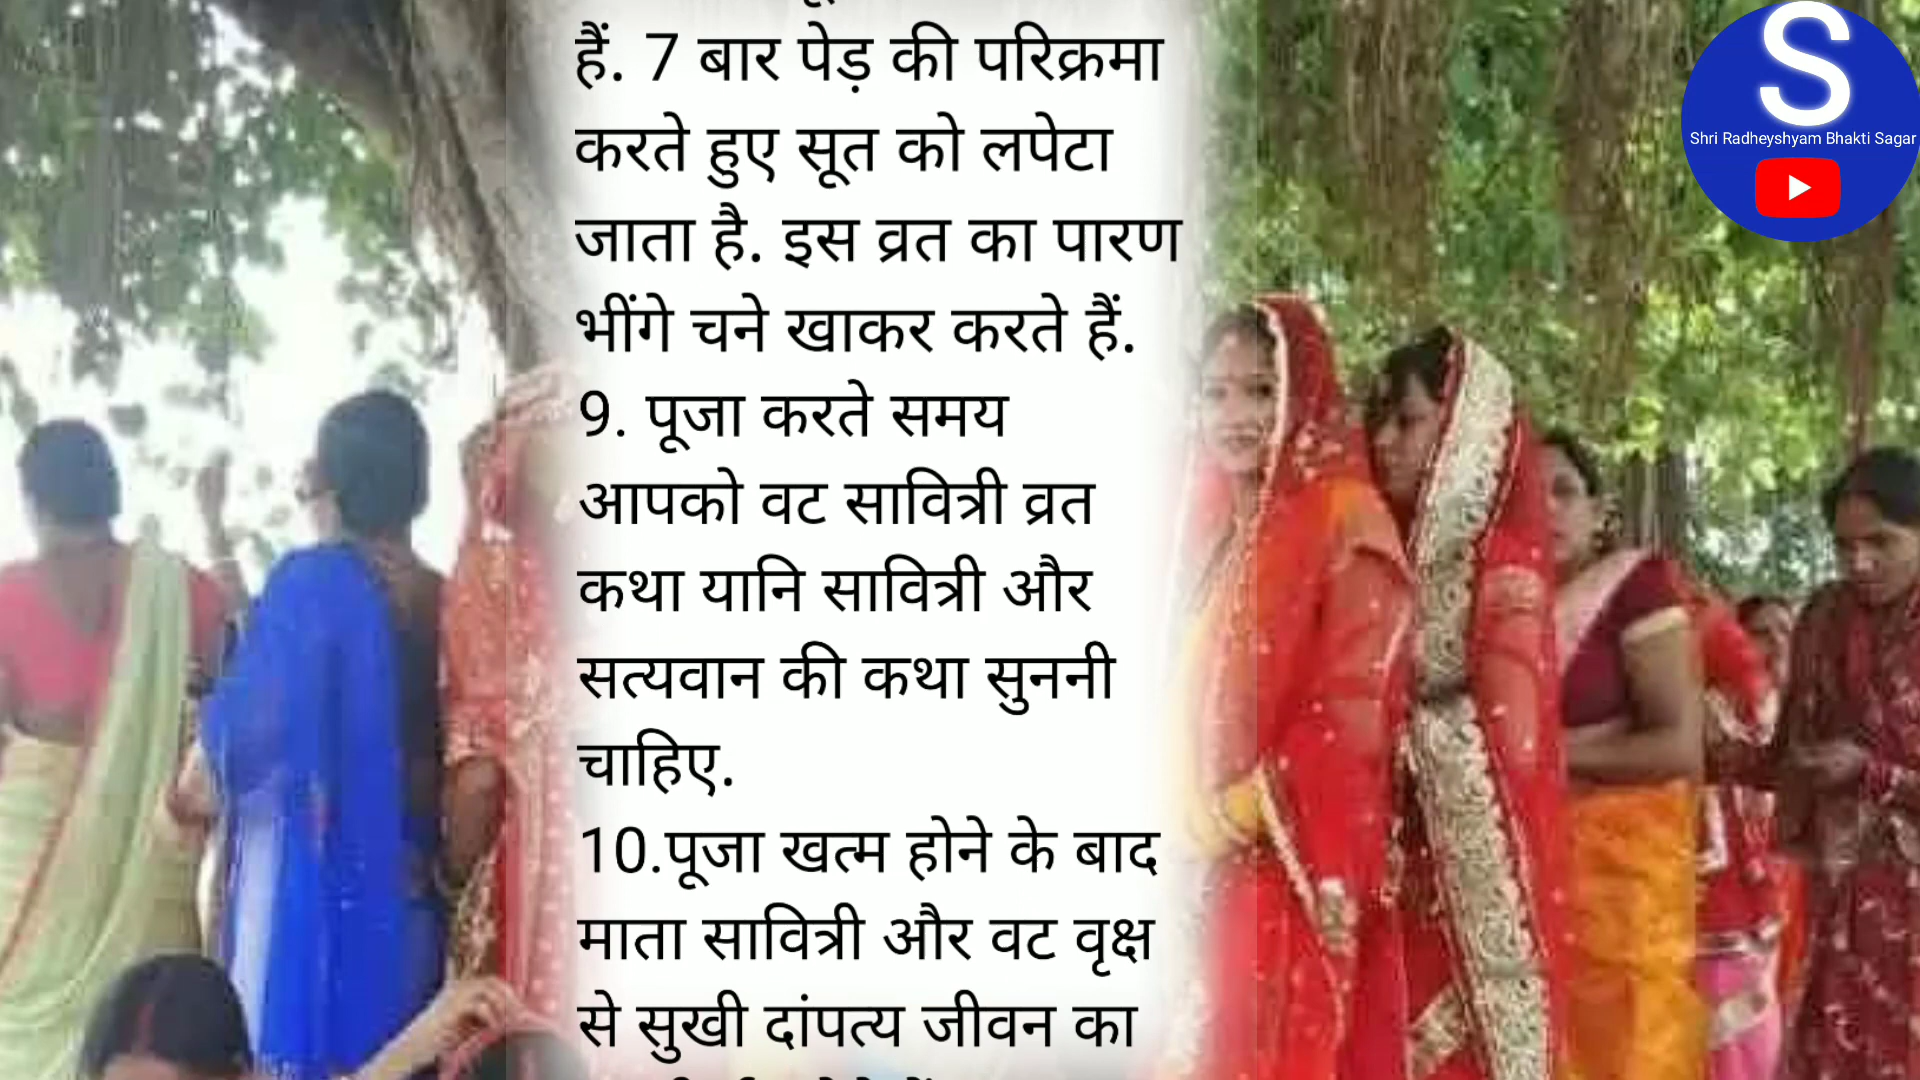 हैं. 7 बार पेड़ की परिक्रमा
करते हुए सूत को लपेटा
जाता है. इस व्रत का पारण
भींगे चने खाकर करते हैं.
9. पूजा करते समय
आपको वट सावित्री व्रत
कथा यानि सावित्री और
सत्यवान की कथा सुननी
चाहिए.
10.पूजा खत्म होने के बाद
माता सावित्री और वट वृक्ष
से सुखी दांपत्य जीवन का
S
Shri Radheyshyam Bhakti Sagar